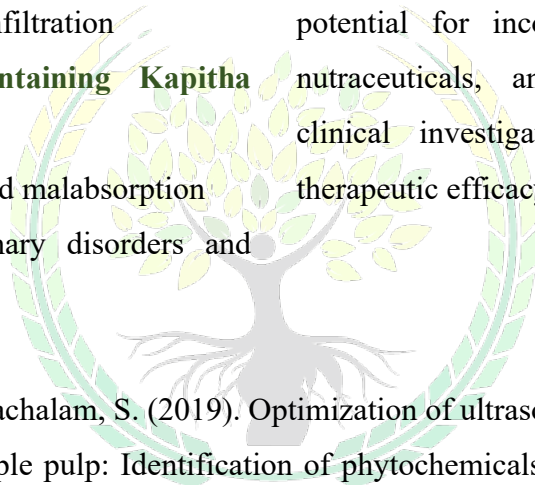 filtration
ntaining Kapitha
d malabsorption
nary disorders and
potential for inc
nutraceuticals, an
clinical investiga
therapeutic efficacy
achalam, S. (2019). Optimization of ultraso
ple pulp: Identification of phytochemicals